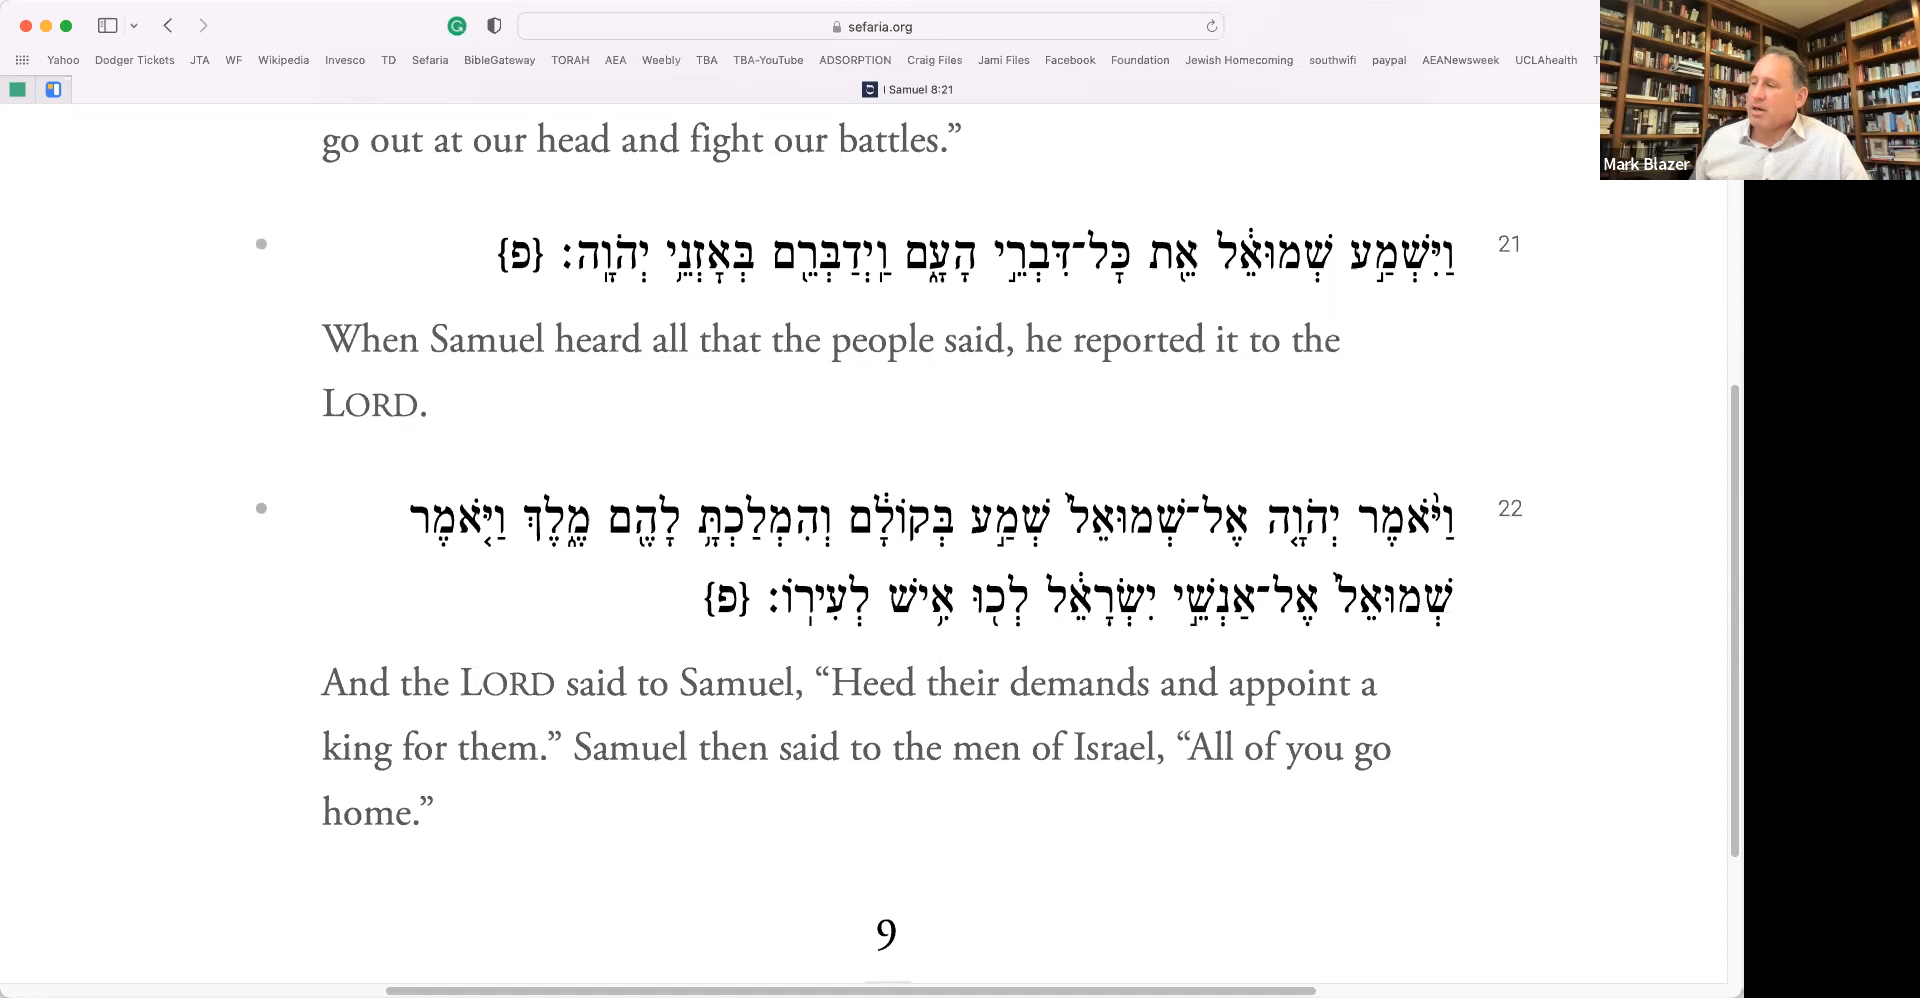 sefaria.org
Yahoo Dodger Tickets JTA WF Wikipedia Invesco TD Sefaria BibleGateway TORAH AEA Weebly TBA TBA-YouTube ADSORPTION Craig Files Jami Files Facebook Foundation Jewish Homecoming southwifi paypal AEANewsweek UCLAhealth
I Samuel 8:21
Mark Blazer
go out at our head and fight our battles.”
21
וַיִּשְׁמַ֣ע שְׁמוּאֵ֔ל אֵ֖ת כׇּל־דִּבְרֵ֣י הָעָ֑ם וַֽיְדַבְּרֵ֖ם בְּאׇזְנֵ֥י יְהֹוָֽה׃ {פ}
When Samuel heard all that the people said, he reported it to the
LORD.
22
וַיֹּ֨אמֶר יְהֹוָ֤ה אֶל־שְׁמוּאֵל֙ שְׁמַ֣ע בְּקוֹלָ֔ם וְהִמְלַכְתָּ֥ לָהֶ֖ם מֶ֑לֶךְ וַיֹּ֤אמֶר
שְׁמוּאֵל֙ אֶל־אַנְשֵׁ֣י יִשְׂרָאֵ֔ל לְכ֖וּ אִ֥ישׁ לְעִירֽוֹ׃ {פ}
And the LORD said to Samuel, “Heed their demands and appoint a
king for them.” Samuel then said to the men of Israel, “All of you go
home.”
9